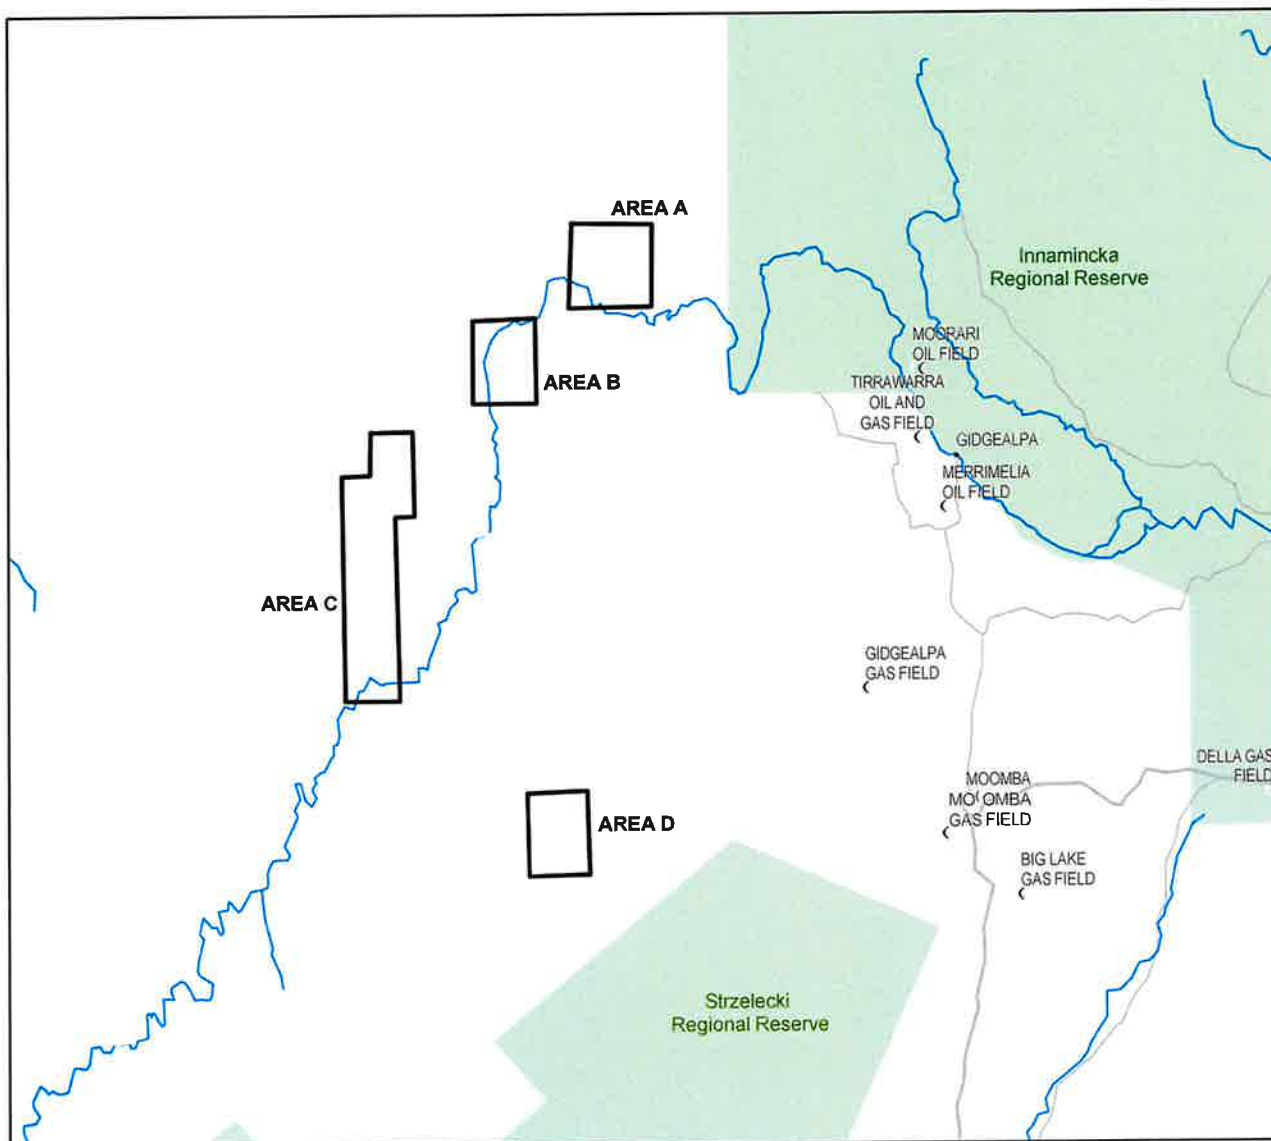 AREA A
Innamincka
Regional Reserve
MOORARI
OIL FIELD
AREA B
TIRRAWARRA
OIL AND
GAS FIELD
GIDGEALPA
MERRIMELIA
OIL FIELD
AREA C
GIDGEALPA
GAS FIELD
DELLA GAS
FIELD
MOOMBA
MOOMBA
GAS FIELD
AREA D
BIG LAKE
GAS FIELD
Strzelecki
Regional Reserve